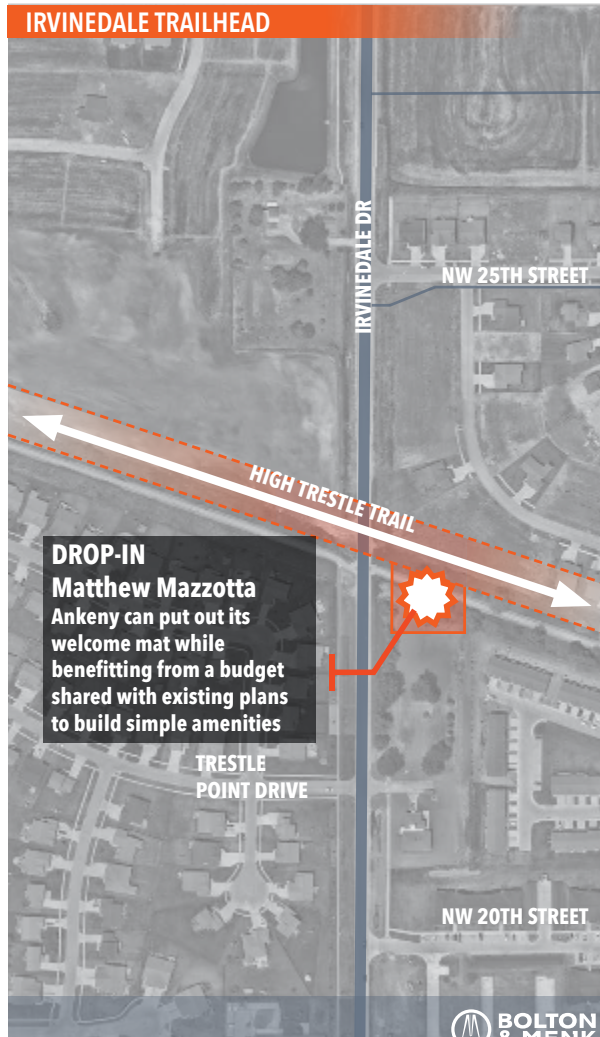 IRVINEDALE TRAILHEAD
IRVINEDALE DR
NW 25TH STREET
HIGH TRESTLE TRAIL
DROP-IN
Matthew Mazzotta
Ankeny can put out its
welcome mat while
benefitting from a budget
shared with existing plans
to build simple amenities
TRESTLE
POINT DRIVE
NW 20TH STREET
BOLTON
& MENK